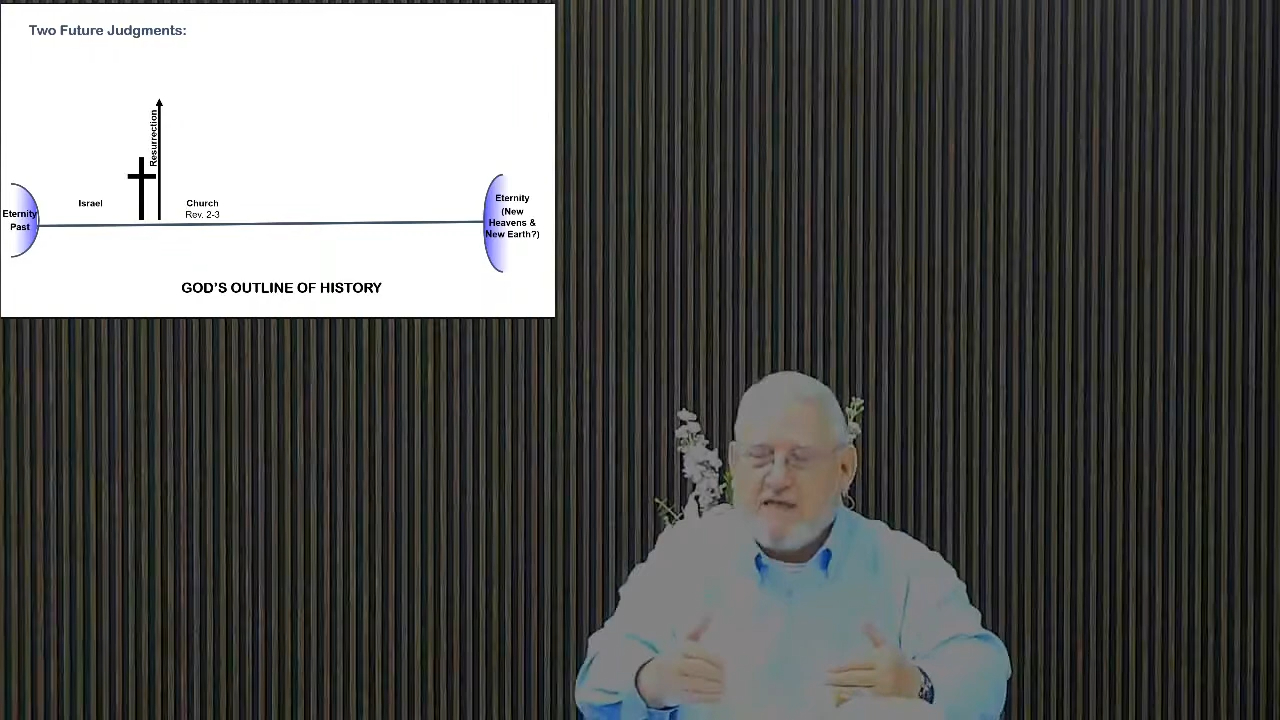 Two Future Judgments:
Resurrection
Israel
Church
Rev. 2-3
Eternity
Past
Eternity
(New
Heavens &
New Earth?)
GOD'S OUTLINE OF HISTORY